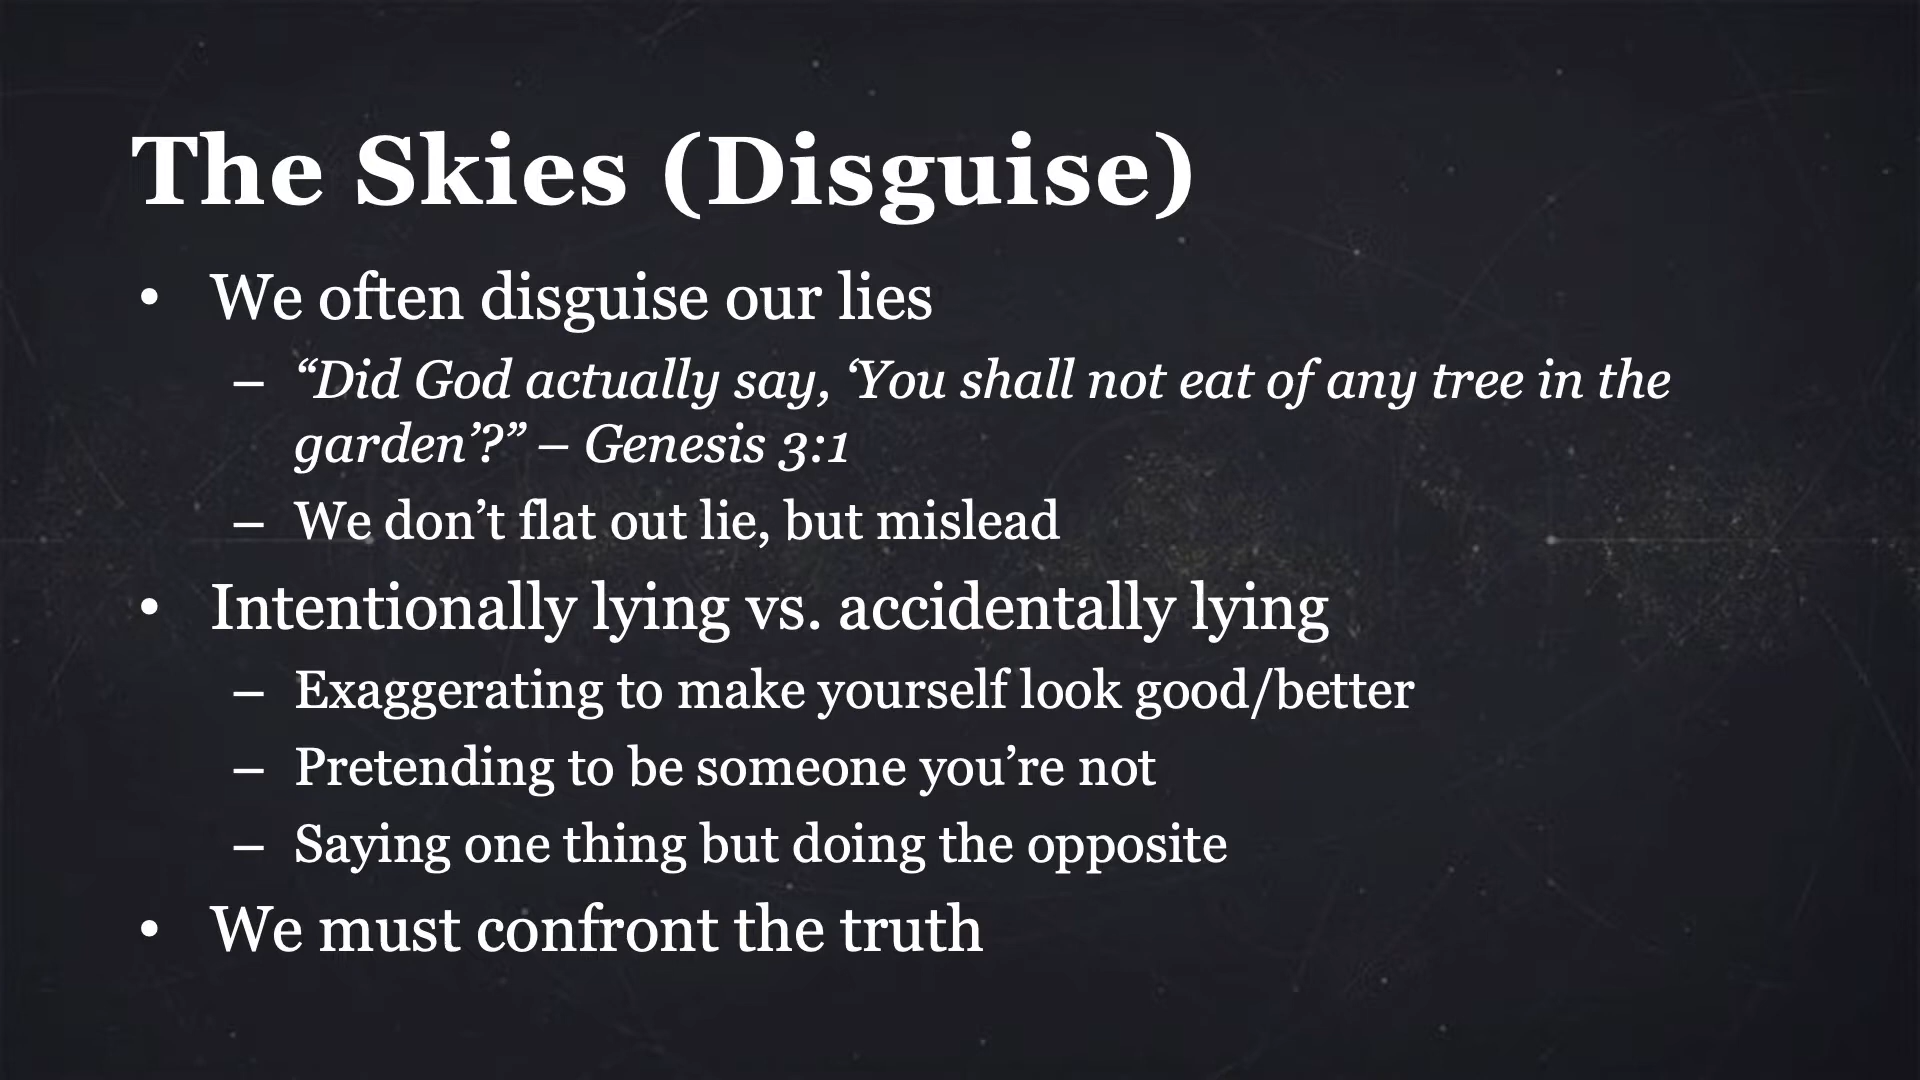 The Skies (Disguise)
• We often disguise our lies
– “Did God actually say, ‘You shall not eat of any tree in the
garden’?” – Genesis 3:1
– We don’t flat out lie, but mislead
• Intentionally lying vs. accidentally lying
– Exaggerating to make yourself look good/better
– Pretending to be someone you’re not
– Saying one thing but doing the opposite
• We must confront the truth